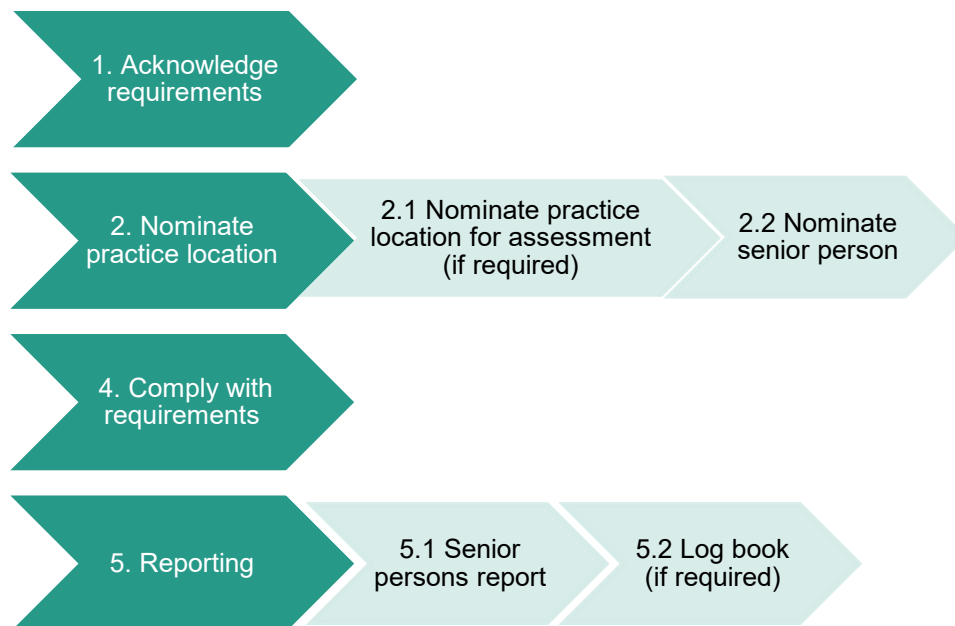 1. Acknowledge
requirements
2. Nominate
practice location
2.1 Nominate practice
location for assessment
(if required)
2.2 Nominate
senior person
4. Comply with
requirements
5. Reporting
5.1 Senior
persons report
5.2 Log book
(if required)